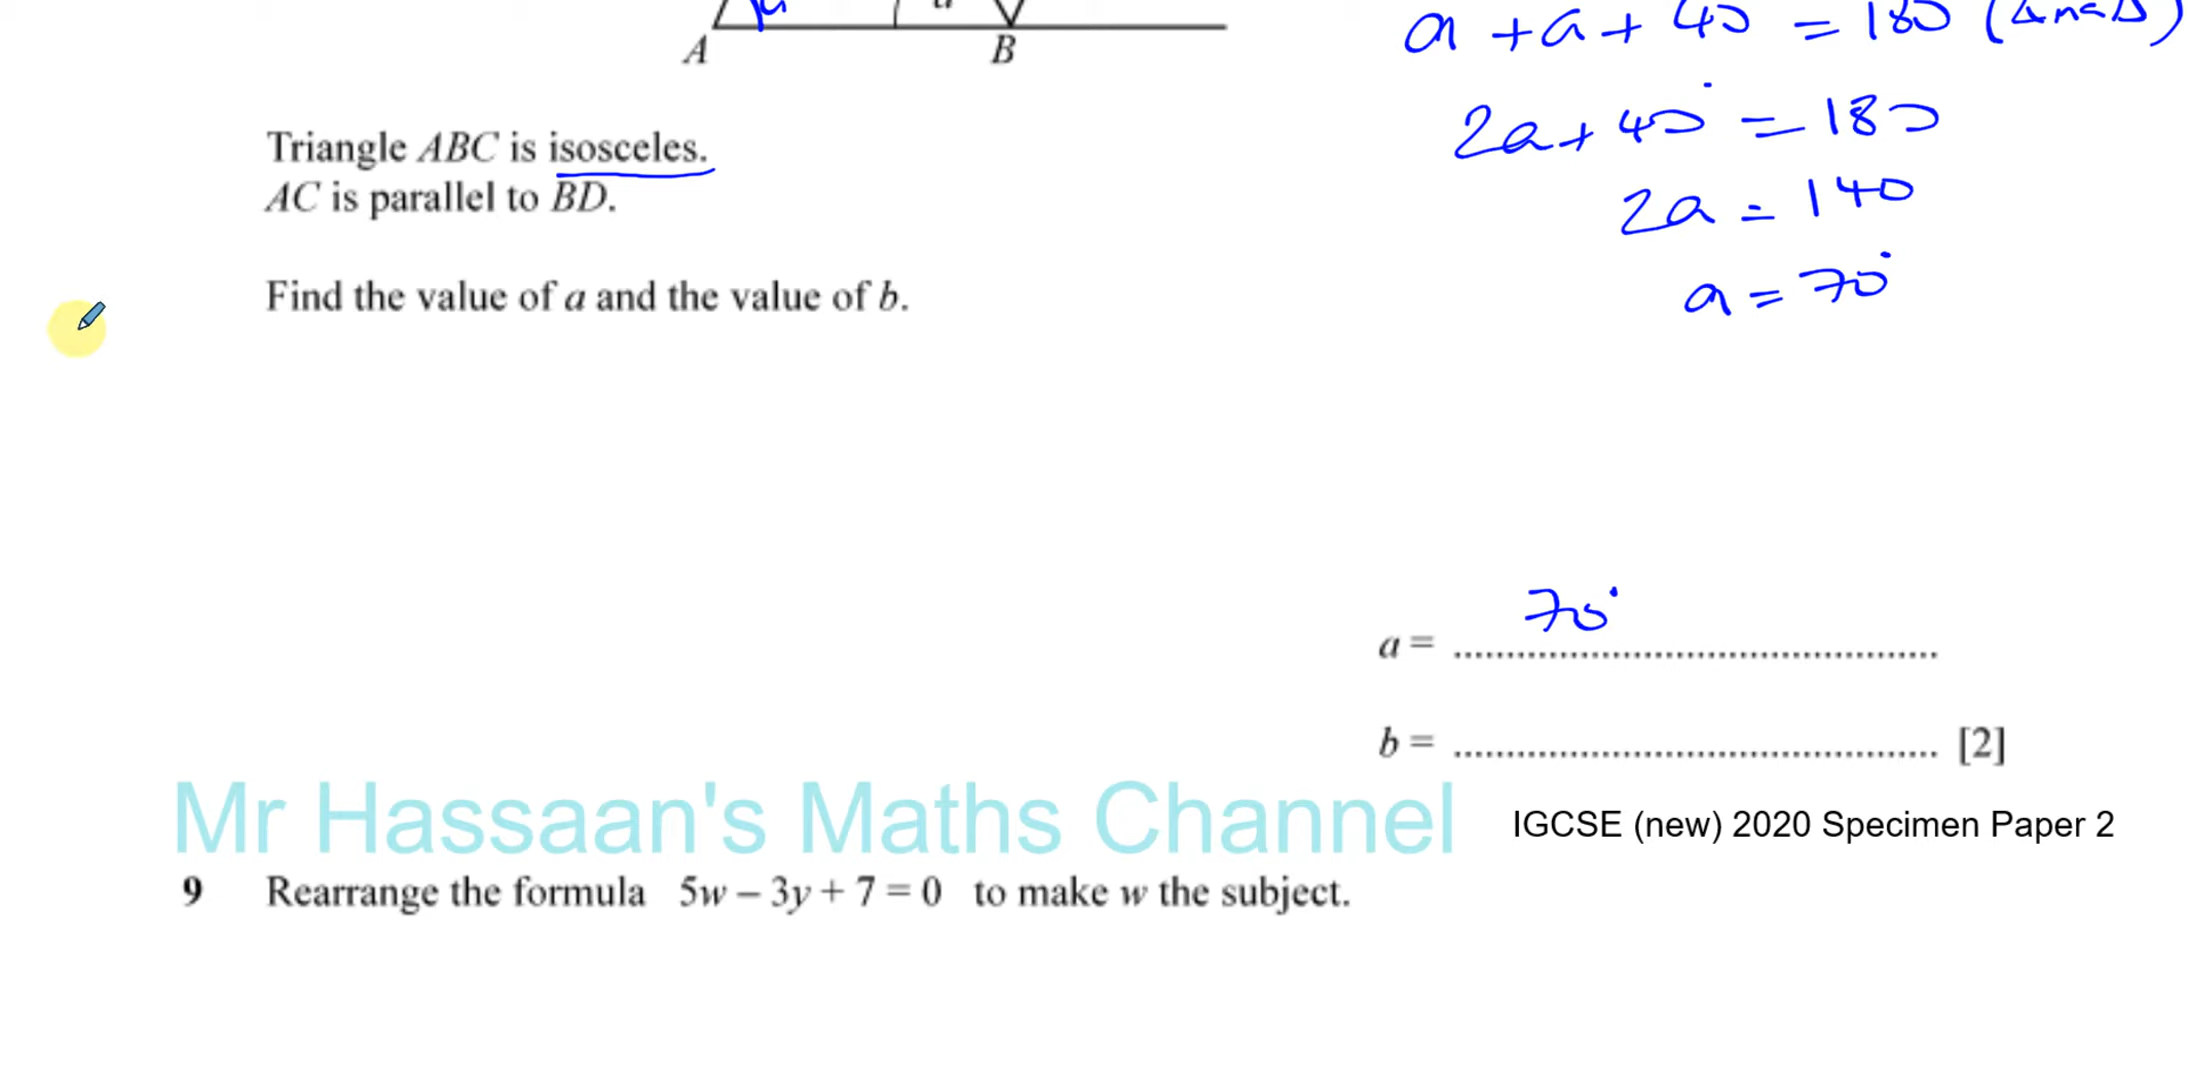 a + a + 40 = 180 (∆ms∆)
A B
2a + 40° = 180
Triangle ABC is isosceles.
AC is parallel to BD.
2a = 140
Find the value of a and the value of b.
a = 70°
a = 70°
b = [2]
Mr Hassaan's Maths Channel
IGCSE (new) 2020 Specimen Paper 2
9 Rearrange the formula 5w – 3y + 7 = 0 to make w the subject.